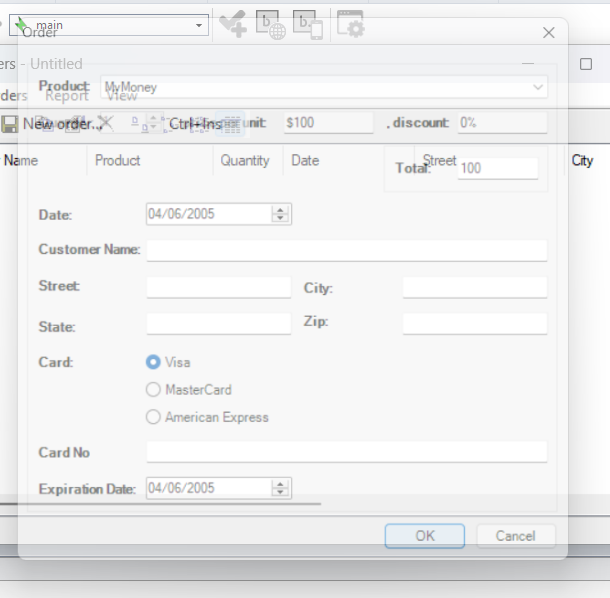 main
Order
ers - Untitled
Product: MyMoney
ders Report View
New order... Ctrl+Ins unit: $100 , discount: 0%
Name Product Quantity Date Street City
Total: 100
Date: 04/06/2005
Customer Name:
Street: City:
State: Zip:
Card: Visa
MasterCard
American Express
Card No
Expiration Date: 04/06/2005
OK Cancel